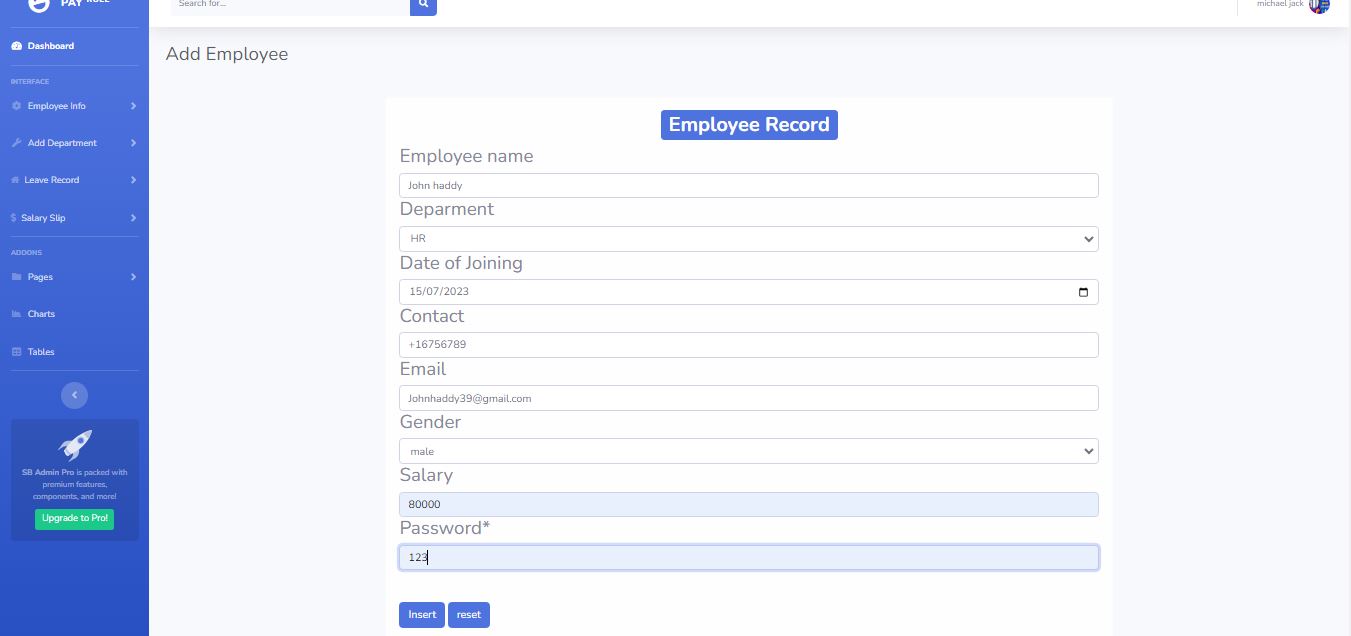 PAY ROLL
Search for...
michael jack
Dashboard
INTERFACE
Employee Info
Add Department
Leave Record
Salary Slip
ADDONS
Pages
Charts
Tables
SB Admin Pro is packed with
premium features,
components, and more!
Upgrade to Pro!
Add Employee
Employee Record
Employee name
John haddy
Deparment
HR
Date of Joining
15/07/2023
Contact
+16756789
Email
Johnhaddy39@gmail.com
Gender
male
Salary
80000
Password*
123
Insert reset